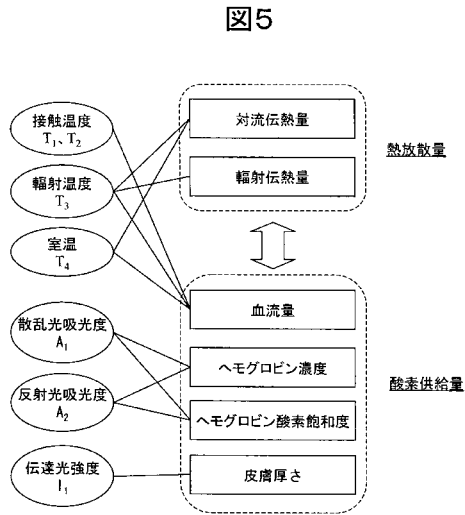 図5
接触温度
T1、T2
輻射温度
T3
室温
T4
散乱光吸光度
A1
反射光吸光度
A2
伝達光強度
I1
対流伝熱量
輻射伝熱量
熱放散量
血流量
ヘモグロビン濃度
ヘモグロビン酸素飽和度
皮膚厚さ
酸素供給量